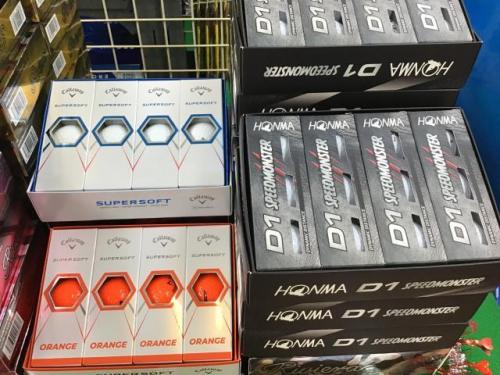 D1 D1 D1 D1
HONMA D1 SPEEDMONSTER
Callaway Callaway Callaway Callaway
SUPERSOFT SUPERSOFT SUPERSOFT SUPERSOFT
SUPERSOFT
HONMA HONMA HONMA HONMA
D1 SPEEDMONSTER D1 SPEEDMONSTER D1 SPEEDMONSTER D1 SPEEDMONSTER
Callaway Callaway Callaway Callaway
SUPERSOFT SUPERSOFT SUPERSOFT SUPERSOFT
ORANGE ORANGE ORANGE ORANGE
HONMA D1 SPEEDMONSTER
HONMA D1 SPEEDMONSTER
HONMA D1 SPEEDMONSTER